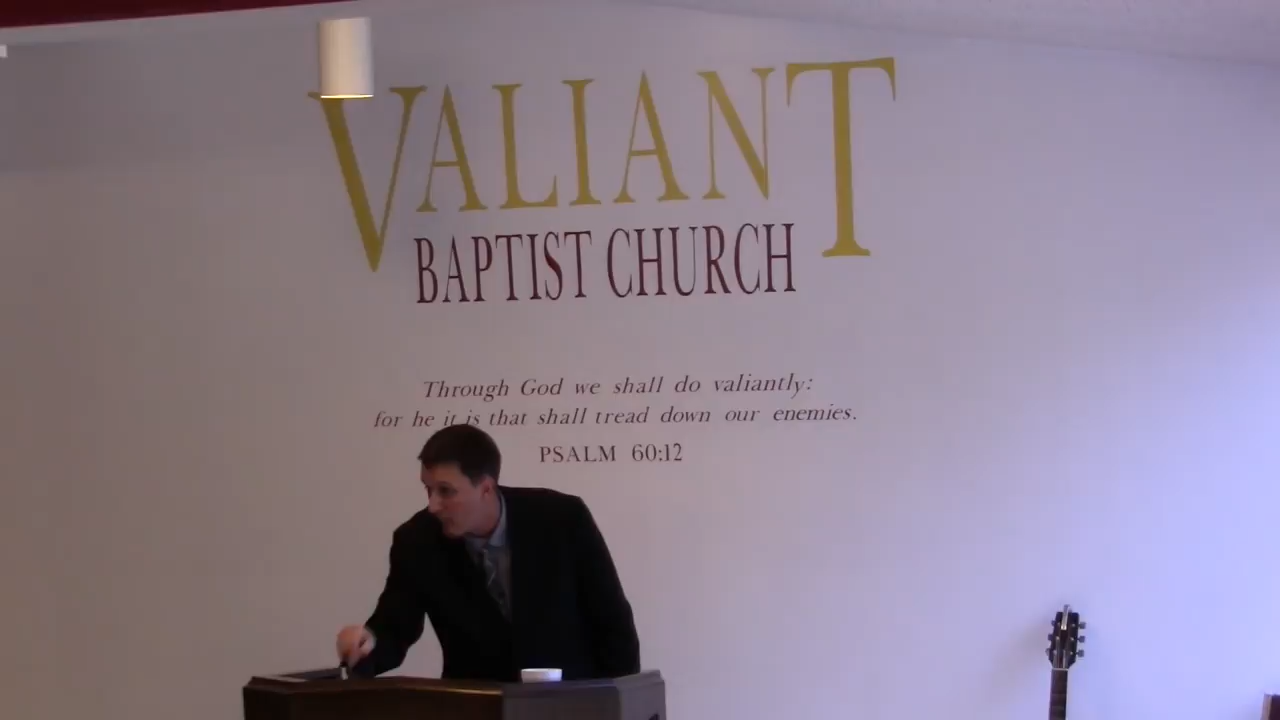 VALIANT
BAPTIST CHURCH
Through God we shall do valiantly:
for he it is that shall tread down our enemies.
PSALM 60:12